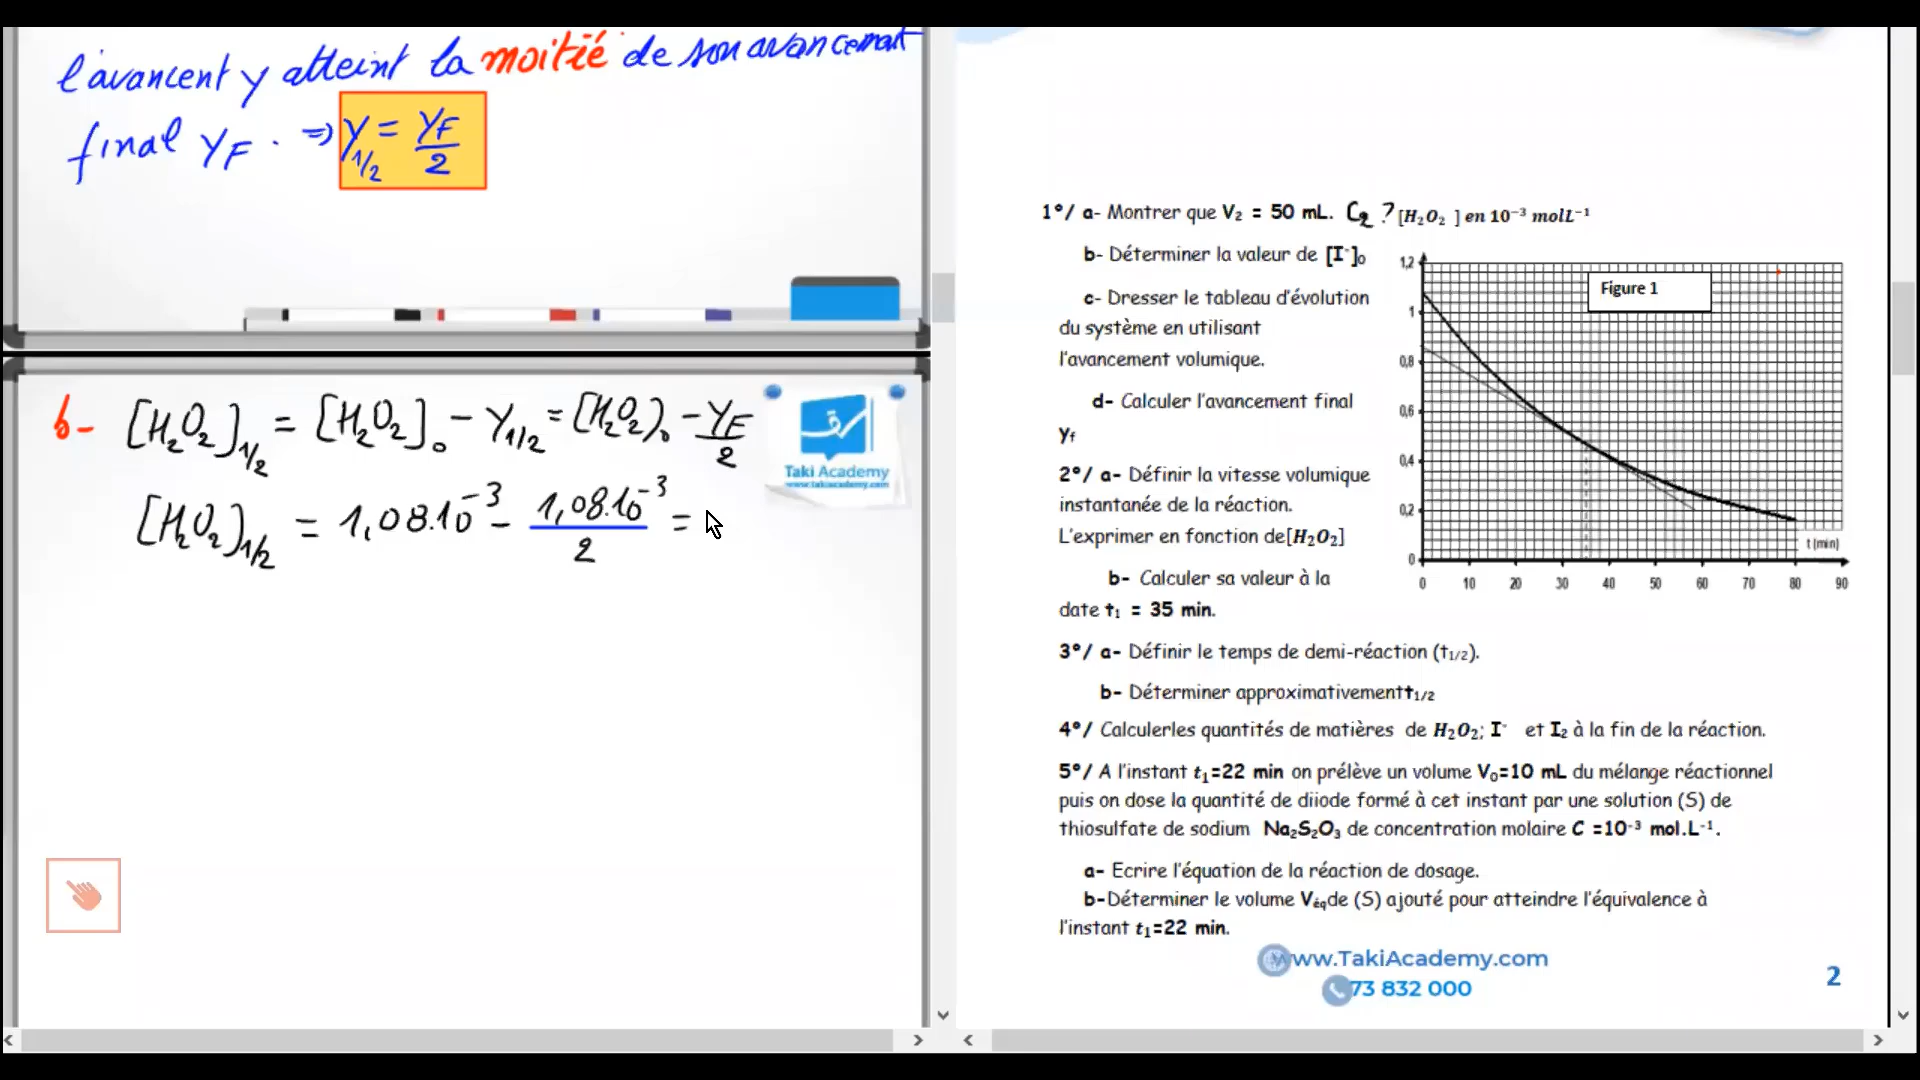 l'avancent y atteint la moitié de son avancement
final YF. ⇒ y1/2 = YF/2
b- [H2O2]1/2 = [H2O2]0 - Y1/2 = [H2O2]0 - YF/2
[H2O2]1/2 = 1,08.10⁻³ - 1,08.10⁻³/2 =
Taki Academy
www.takiacademy.com
1°/ a- Montrer que V₂ = 50 mL. C2 ? [H₂O₂ ] en 10⁻³ molL⁻¹
b- Déterminer la valeur de [I⁻]₀
c- Dresser le tableau d'évolution
du système en utilisant
l'avancement volumique.
d- Calculer l'avancement final
yf
2°/ a- Définir la vitesse volumique
instantanée de la réaction.
L'exprimer en fonction de[H₂O₂]
b- Calculer sa valeur à la
date t₁ = 35 min.
Figure 1
1,2
1
0,8
0,6
0,4
0,2
0
t (min)
0 10 20 30 40 50 60 70 80 90
3°/ a- Définir le temps de demi-réaction (t1/2).
b- Déterminer approximativementt1/2
4°/ Calculerles quantités de matières de H₂O₂; I⁻ et I₂ à la fin de la réaction.
5°/ A l'instant t₁=22 min on prélève un volume V₀=10 mL du mélange réactionnel
puis on dose la quantité de diiode formé à cet instant par une solution (S) de
thiosulfate de sodium Na₂S₂O₃ de concentration molaire C =10⁻³ mol.L⁻¹.
a- Ecrire l'équation de la réaction de dosage.
b-Déterminer le volume Véqde (S) ajouté pour atteindre l'équivalence à
l'instant t₁=22 min.
www.TakiAcademy.com
73 832 000
2